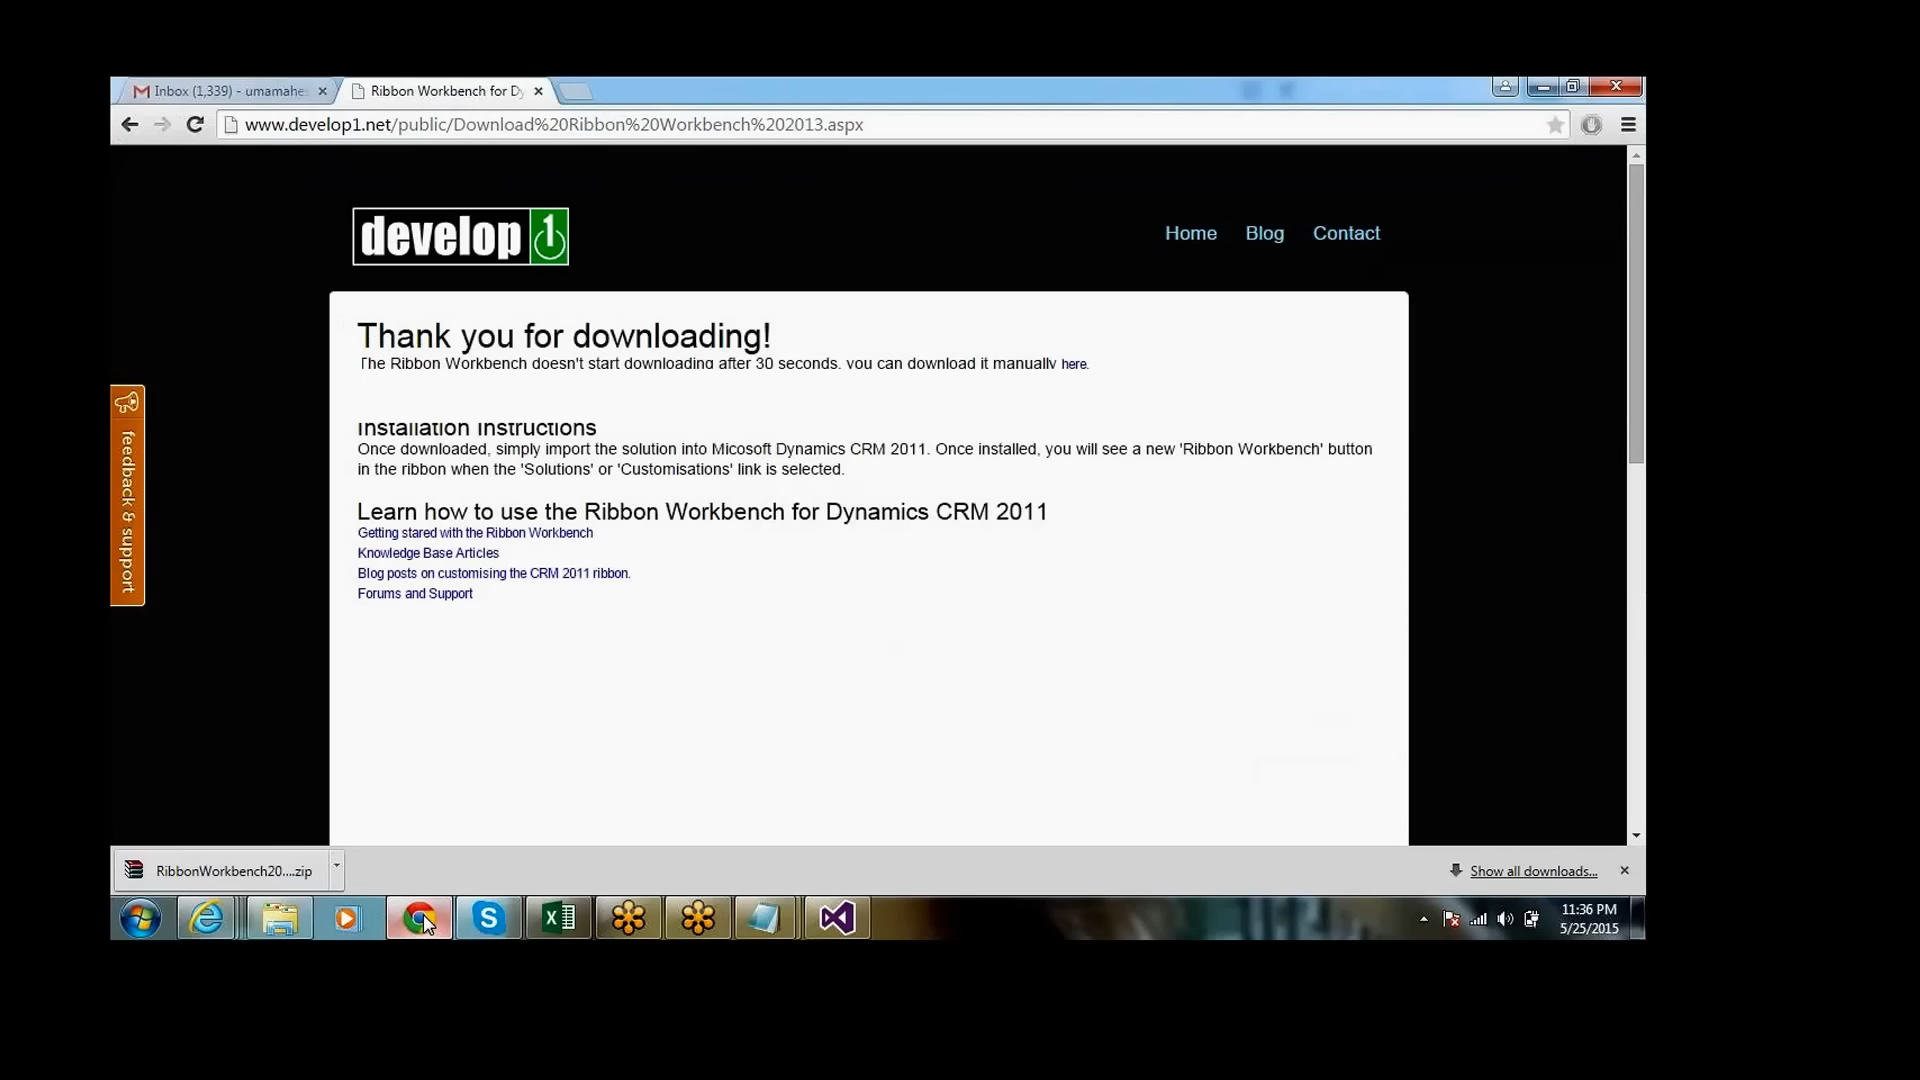 Inbox (1,339) - umamahe
Ribbon Workbench for Dy
www.develop1.net/public/Download%20Ribbon%20Workbench%202013.aspx
develop 1
Home
Blog
Contact
Thank you for downloading!
The Ribbon Workbench doesn't start downloading after 30 seconds. you can download it manually here.
Installation Instructions
Once downloaded, simply import the solution into Micosoft Dynamics CRM 2011. Once installed, you will see a new 'Ribbon Workbench' button
in the ribbon when the 'Solutions' or 'Customisations' link is selected.
Learn how to use the Ribbon Workbench for Dynamics CRM 2011
Getting stared with the Ribbon Workbench
Knowledge Base Articles
Blog posts on customising the CRM 2011 ribbon.
Forums and Support
feedback & support
RibbonWorkbench20....zip
Show all downloads...
11:36 PM
5/25/2015